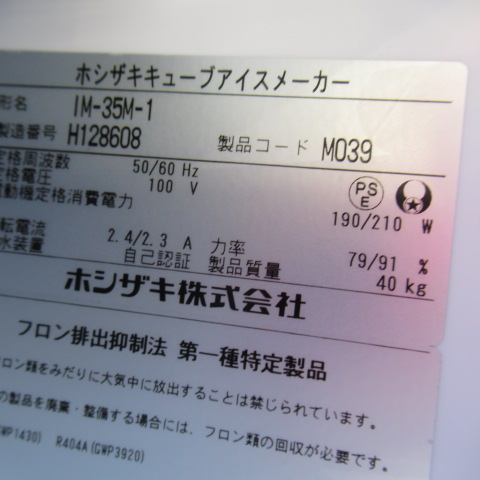 ホシザキキューブアイスメーカー
形名 IM-35M-1
製造番号 H128608 製品コード M039
定格周波数 50/60 Hz
定格電圧 100 V
電動機定格消費電力 190/210 W
PS
E
運転電流 2.4/2.3 A 力率 79/91 %
水装置 自己認証 製品質量 40 kg
ホシザキ株式会社
フロン排出抑制法 第一種特定製品
フロン類をみだりに大気中に放出することは禁じられています。
の製品を廃棄・整備する場合には、フロン類の回収が必要です。
GWP1430) R404A(GWP3920)